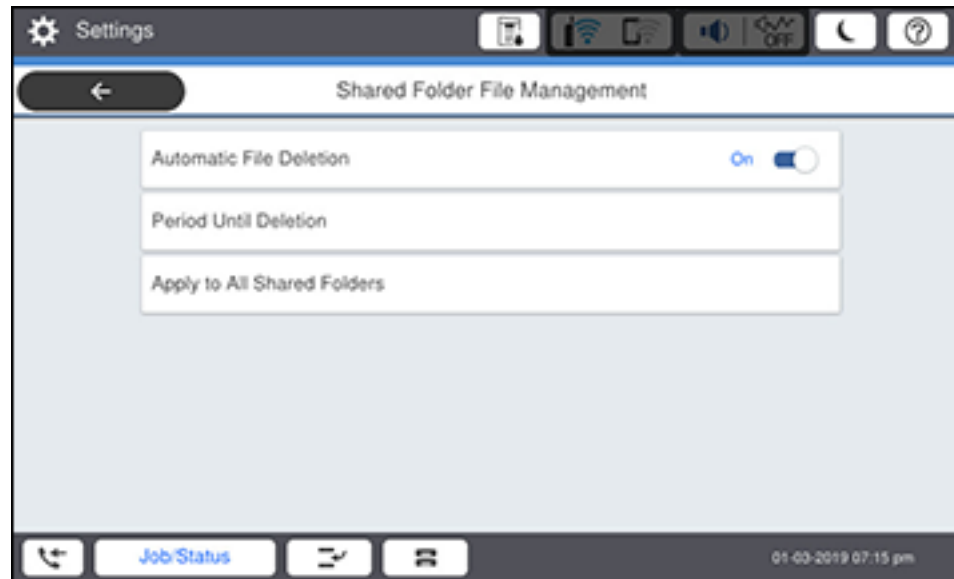 Settings
OFF
Shared Folder File Management
Automatic File Deletion On
Period Until Deletion
Apply to All Shared Folders
Job/Status
01-03-2019 07:15 pm